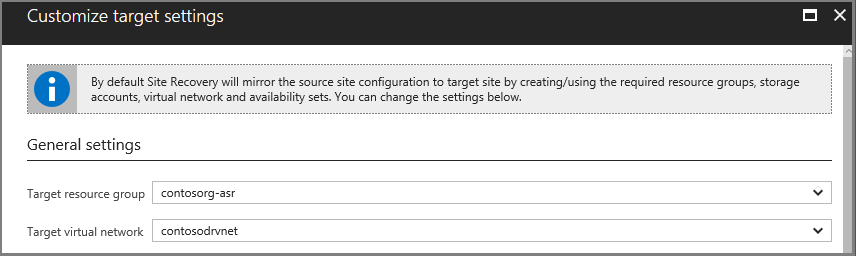 Customize target settings
By default Site Recovery will mirror the source site configuration to target site by creating/using the required resource groups, storage
accounts, virtual network and availability sets. You can change the settings below.
General settings
Target resource group contosorg-asr
Target virtual network contosodrvnet